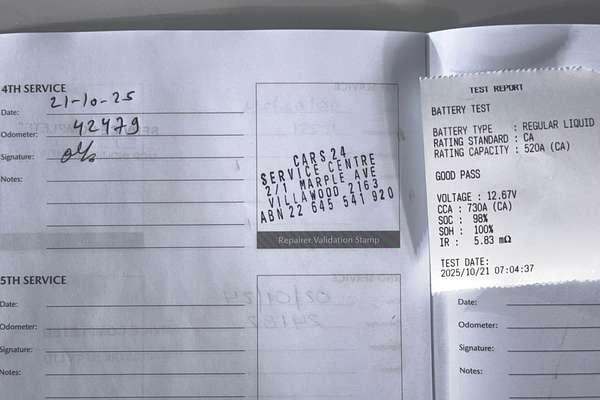 4TH SERVICE
Date: 21-10-25
Odometer: 42479
Signature:
Notes:
CARS 24
SERVICE CENTRE
2/1 MARPLE AVE
VILLAWOOD 2163
ABN 22 645 541 920
Repairer Validation Stamp
5TH SERVICE
Date:
Odometer:
Signature:
Notes:
TEST REPORT
BATTERY TEST
BATTERY TYPE : REGULAR LIQUID
RATING STANDARD : CA
RATING CAPACITY : 520A (CA)
GOOD PASS
VOLTAGE : 12.67V
CCA : 730A (CA)
SOC : 98%
SOH : 100%
IR : 5.83 mΩ
TEST DATE:
2025/10/21 07:04:37
Date:
Odometer:
Signature:
Notes: